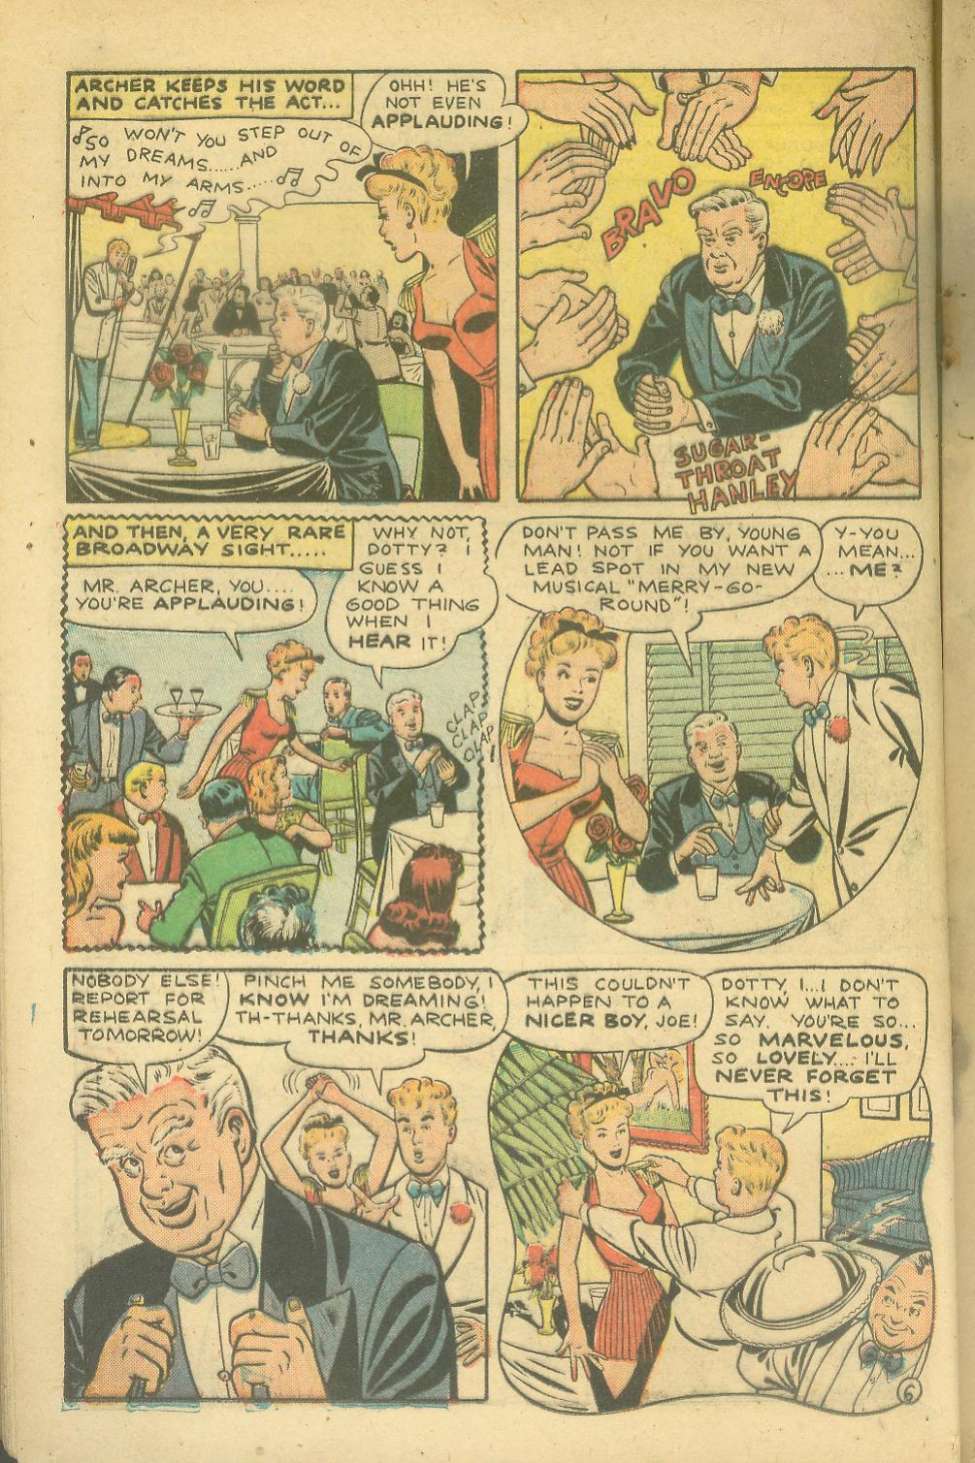 ARCHER KEEPS HIS WORD
AND CATCHES THE ACT...
SO WON'T YOU STEP OUT OF
MY DREAMS.....AND
INTO MY ARMS....
OHH! HE'S
NOT EVEN
APPLAUDING!
BRAVO
ENCORE
SUGAR-
THROAT
HANLEY
AND THEN, A VERY RARE
BROADWAY SIGHT.....
MR. ARCHER, YOU....
YOU'RE APPLAUDING!
WHY NOT,
DOTTY? I
GUESS I
KNOW A
GOOD THING
WHEN I
HEAR IT!
CLAP
CLAP
CLAP!
DON'T PASS ME BY, YOUNG
MAN! NOT IF YOU WANT A
LEAD SPOT IN MY NEW
MUSICAL "MERRY-GO-
ROUND"!
Y-YOU
MEAN...
...ME?
NOBODY ELSE!
REPORT FOR
REHEARSAL
TOMORROW!
PINCH ME SOMEBODY, I
KNOW I'M DREAMING!
TH-THANKS, MR. ARCHER,
THANKS!
THIS COULDN'T
HAPPEN TO A
NICER BOY, JOE!
DOTTY, I...I DON'T
KNOW WHAT TO
SAY. YOU'RE SO...
SO MARVELOUS,
SO LOVELY... I'LL
NEVER FORGET
THIS!
6